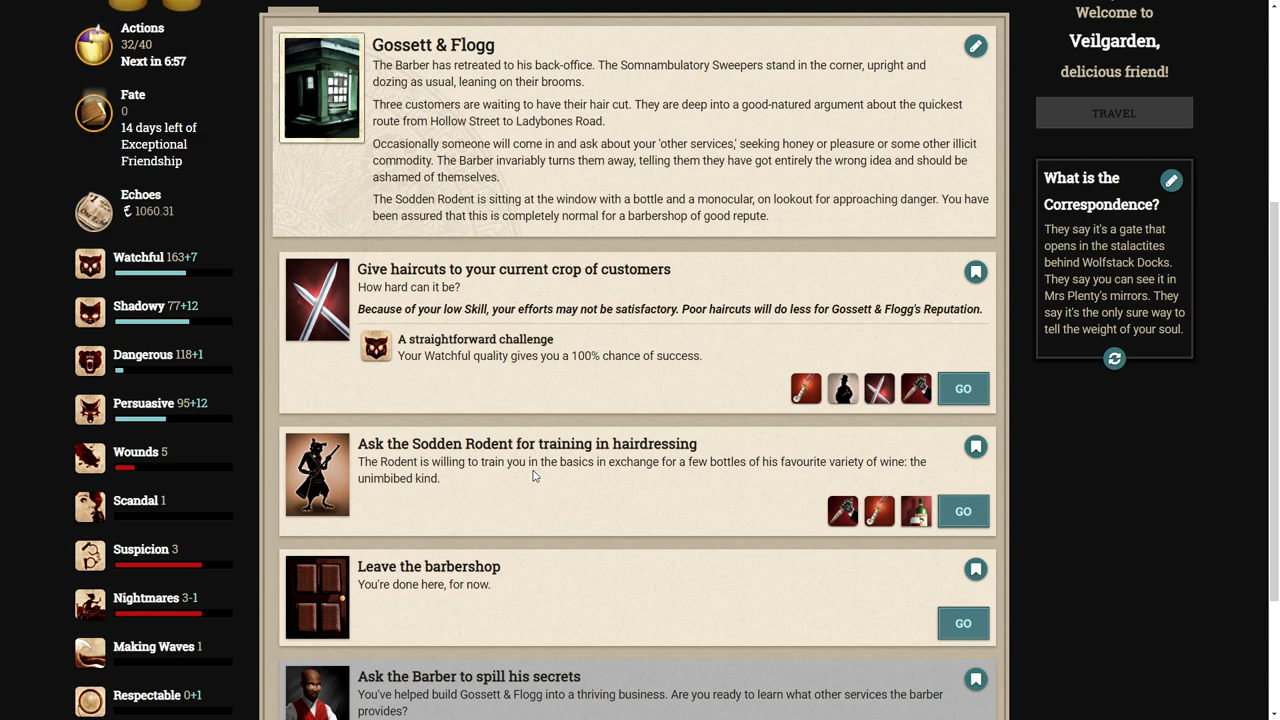 Actions
32/40
Next in 6:57
Fate
0
14 days left of
Exceptional
Friendship
Echoes
1060.31
Watchful 163+7
Shadowy 77+12
Dangerous 118+1
Persuasive 95+12
Wounds 5
Scandal 1
Suspicion 3
Nightmares 3-1
Making Waves 1
Respectable 0+1
Gossett & Flogg
The Barber has retreated to his back-office. The Somnambulatory Sweepers stand in the corner, upright and
dozing as usual, leaning on their brooms.
Three customers are waiting to have their hair cut. They are deep into a good-natured argument about the quickest
route from Hollow Street to Ladybones Road.
Occasionally someone will come in and ask about your 'other services,' seeking honey or pleasure or some other illicit
commodity. The Barber invariably turns them away, telling them they have got entirely the wrong idea and should be
ashamed of themselves.
The Sodden Rodent is sitting at the window with a bottle and a monocular, on lookout for approaching danger. You have
been assured that this is completely normal for a barbershop of good repute.
Give haircuts to your current crop of customers
How hard can it be?
Because of your low Skill, your efforts may not be satisfactory. Poor haircuts will do less for Gossett & Flogg's Reputation.
A straightforward challenge
Your Watchful quality gives you a 100% chance of success.
GO
Ask the Sodden Rodent for training in hairdressing
The Rodent is willing to train you in the basics in exchange for a few bottles of his favourite variety of wine: the
unimbibed kind.
GO
Leave the barbershop
You're done here, for now.
GO
Ask the Barber to spill his secrets
You've helped build Gossett & Flogg into a thriving business. Are you ready to learn what other services the barber
provides?
Welcome to
Veilgarden,
delicious friend!
TRAVEL
What is the
Correspondence?
They say it's a gate that
opens in the stalactites
behind Wolfstack Docks.
They say you can see it in
Mrs Plenty's mirrors. They
say it's the only sure way to
tell the weight of your soul.